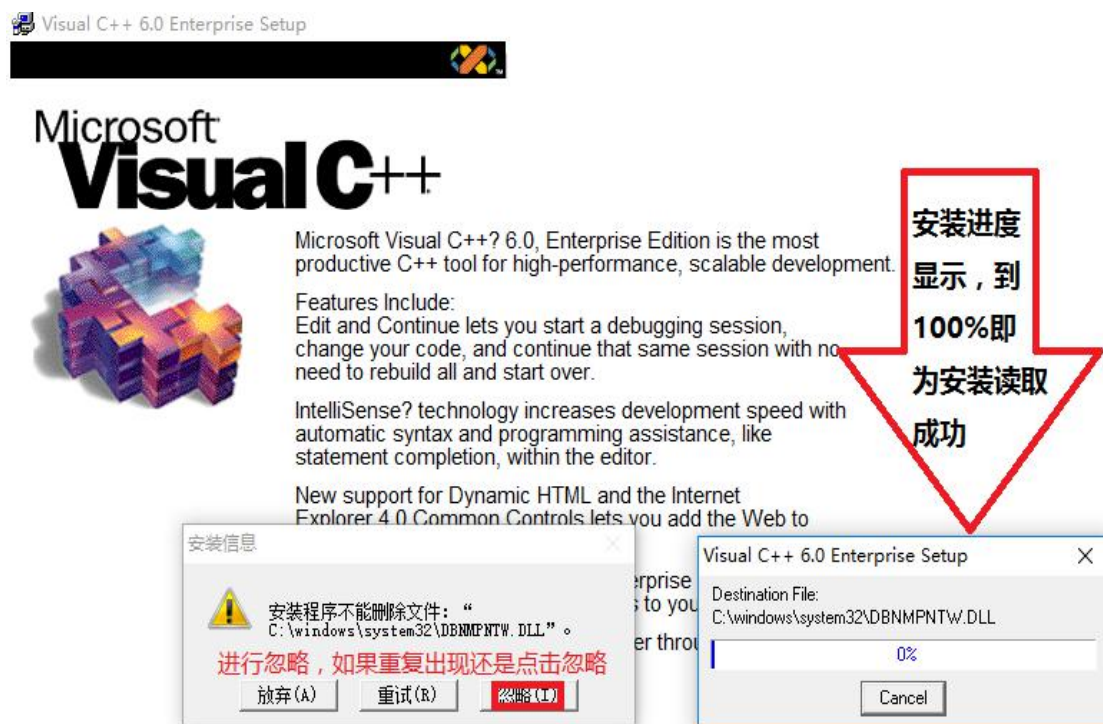 Visual C++ 6.0 Enterprise Setup
Microsoft
Visual C++
Microsoft Visual C++? 6.0, Enterprise Edition is the most
productive C++ tool for high-performance, scalable development.
Features Include:
Edit and Continue lets you start a debugging session,
change your code, and continue that same session with no
need to rebuild all and start over.
IntelliSense? technology increases development speed with
automatic syntax and programming assistance, like
statement completion, within the editor.
New support for Dynamic HTML and the Internet
Explorer 4.0 Common Controls lets you add the Web to
erprise
s to you
er throu
安装进度
显示，到
100%即
为安装读取
成功
安装信息
安装程序不能删除文件：“
C:\windows\system32\DBNMPNTW.DLL”。
进行忽略，如果重复出现还是点击忽略
放弃(A)
重试(R)
忽略(I)
Visual C++ 6.0 Enterprise Setup
Destination File:
C:\windows\system32\DBNMPNTW.DLL
0%
Cancel